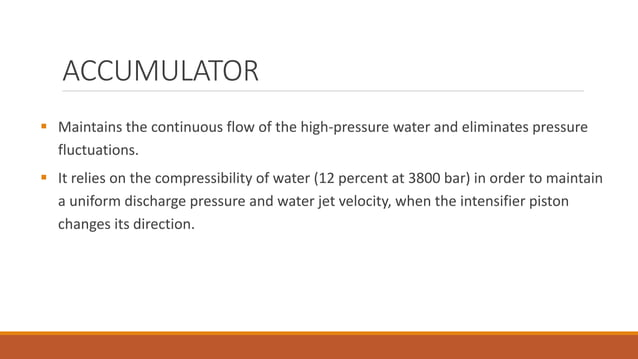 ACCUMULATOR
▪ Maintains the continuous flow of the high-pressure water and eliminates pressure
fluctuations.
▪ It relies on the compressibility of water (12 percent at 3800 bar) in order to maintain
a uniform discharge pressure and water jet velocity, when the intensifier piston
changes its direction.